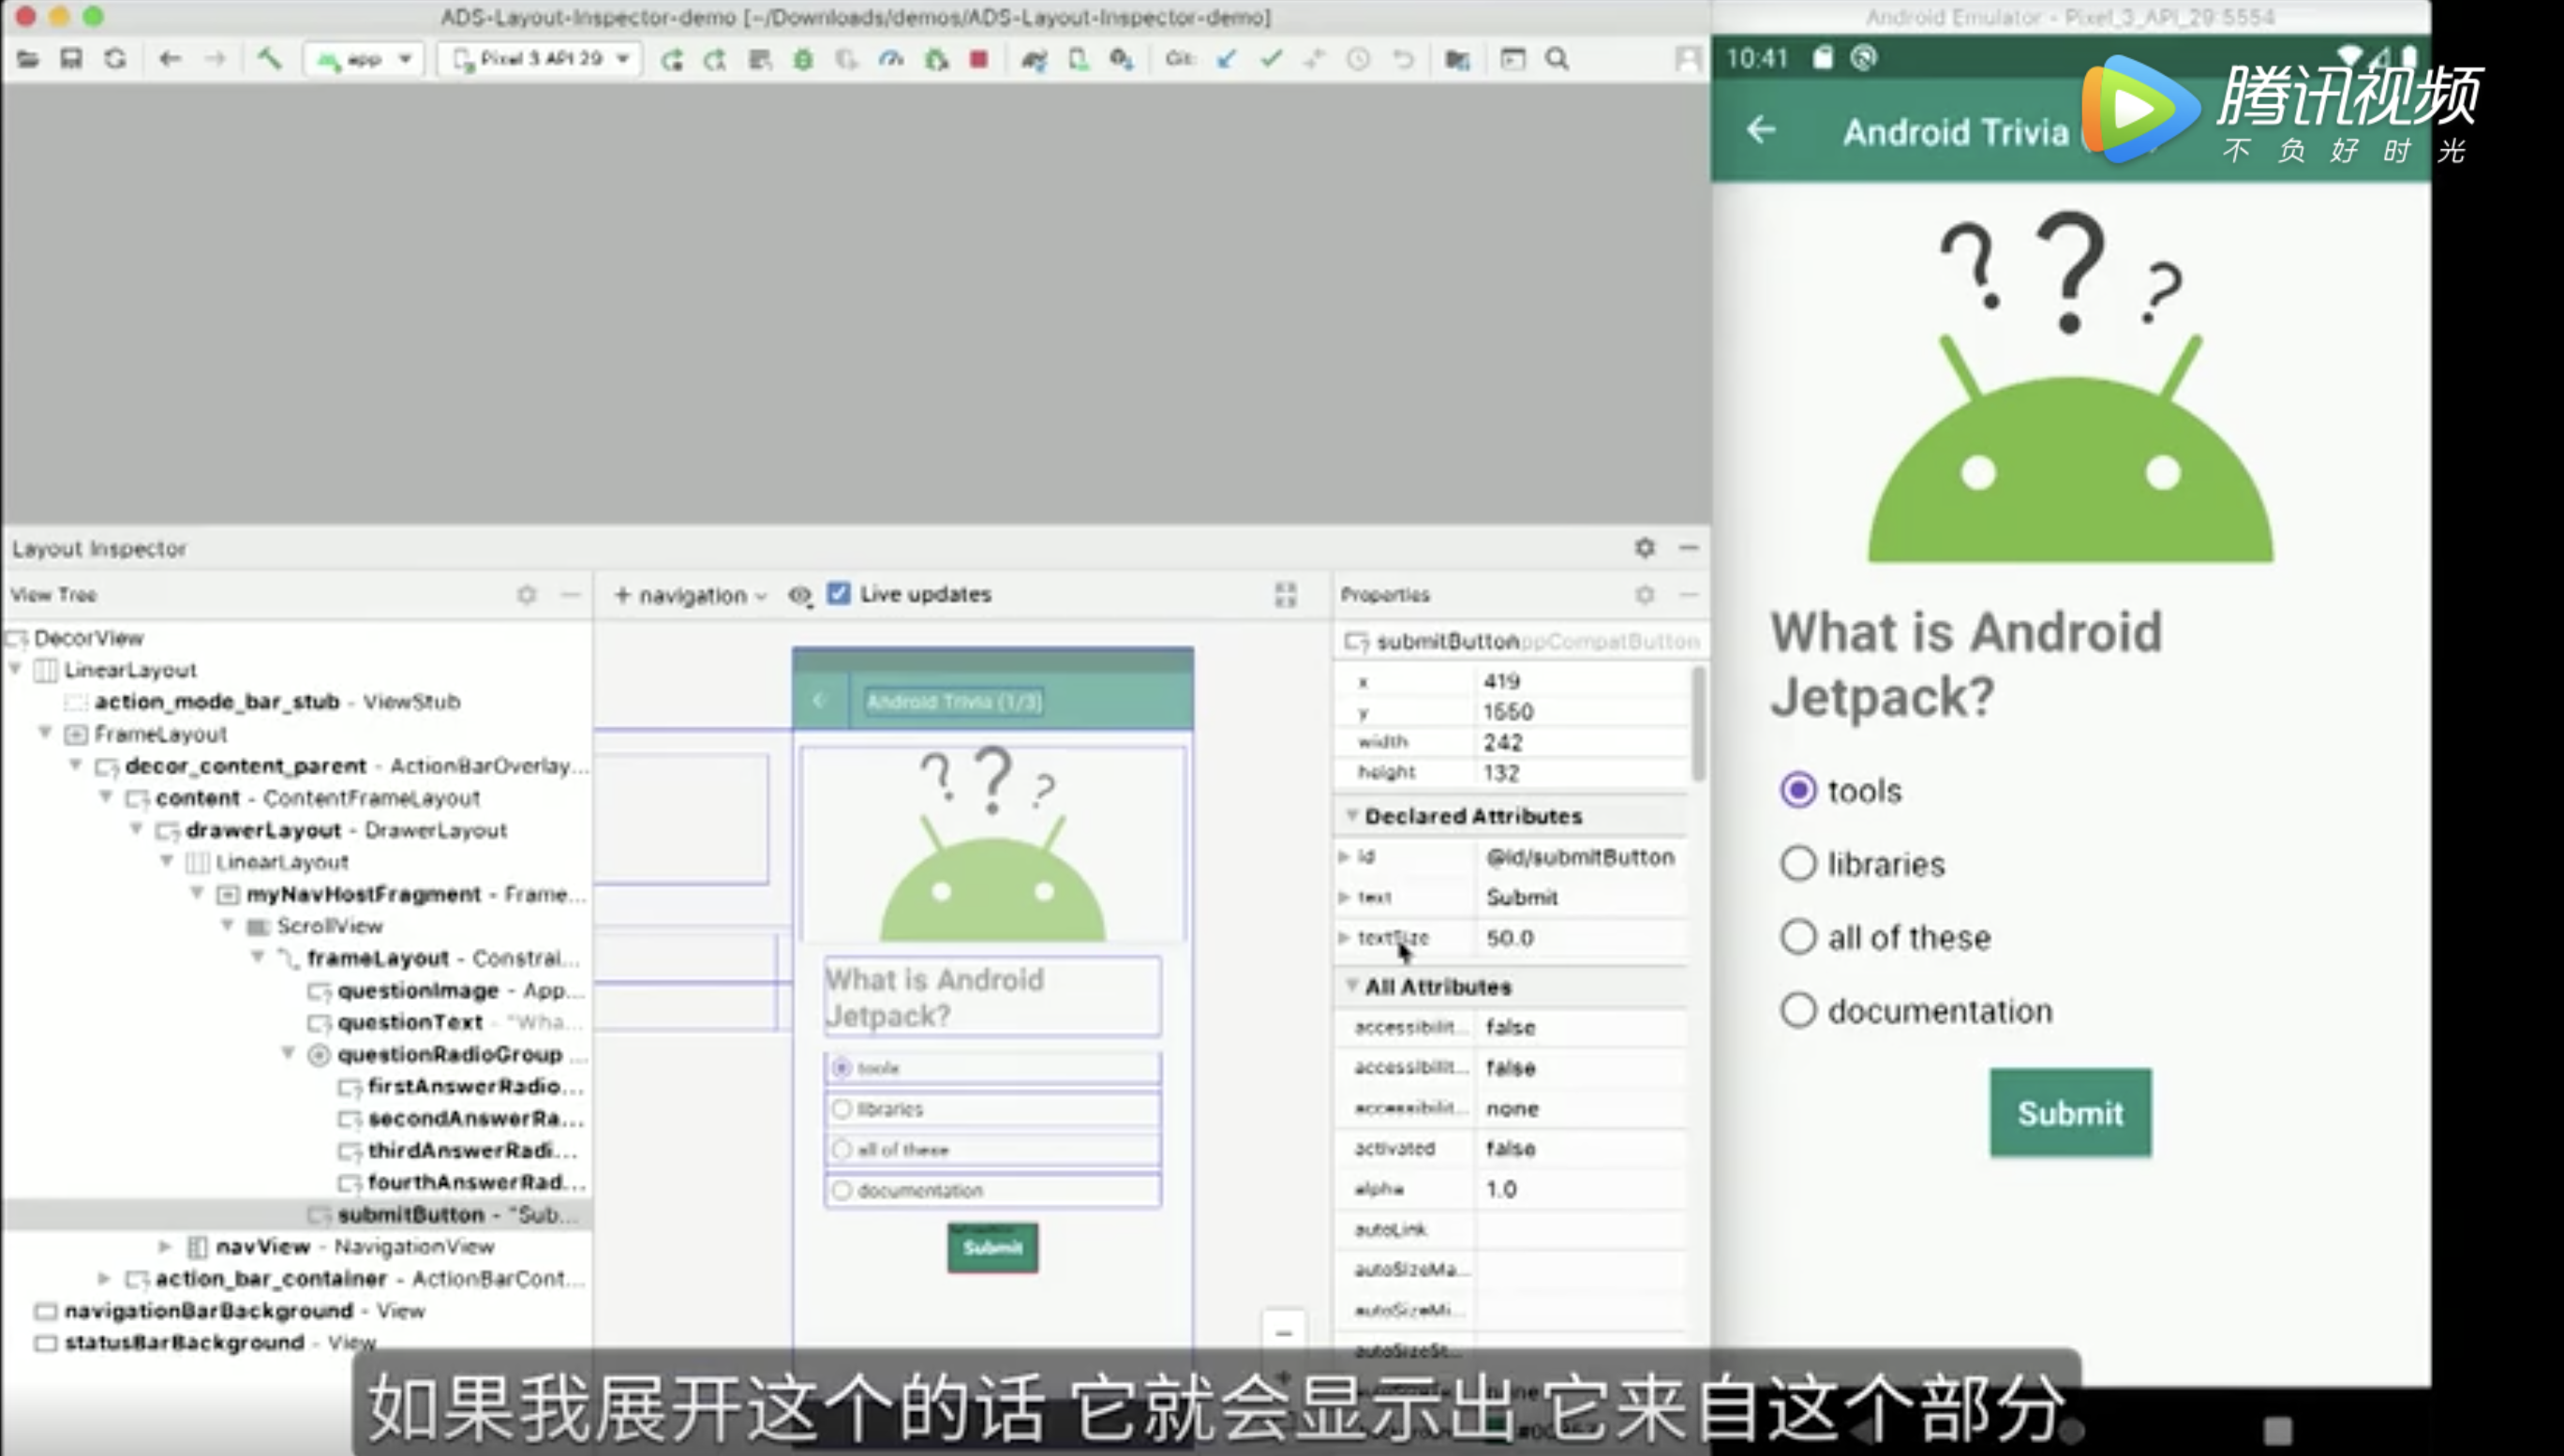 ADS-Layout-Inspector-demo [~/Downloads/demos/ADS-Layout-Inspector-demo]
app
Pixel 3 API 29
Git:
Layout Inspector
View Tree
DecorView
LinearLayout
action_mode_bar_stub - ViewStub
FrameLayout
decor_content_parent - ActionBarOverlay...
content - ContentFrameLayout
drawerLayout - DrawerLayout
LinearLayout
myNavHostFragment - Frame...
ScrollView
frameLayout - Constrai...
questionImage - App...
questionText - "Wha...
questionRadioGroup ...
firstAnswerRadio...
secondAnswerRa...
thirdAnswerRadi...
fourthAnswerRad...
submitButton - "Sub...
navView - NavigationView
action_bar_container - ActionBarCont...
navigationBarBackground - View
statusBarBackground - View
navigation
Live updates
Android Trivia (1/3)
? ? ?
What is Android
Jetpack?
tools
libraries
all of these
documentation
Submit
Properties
submitButton ppCompatButton
x 419
y 1550
width 242
height 132
Declared Attributes
id @id/submitButton
text Submit
textSize 50.0
All Attributes
accessibilit... false
accessibilit... false
accessibilit... none
activated false
alpha 1.0
autoLink
autoSizeMa...
autoSizeMi...
autoSizeSt...
Android Emulator - Pixel_3_API_29:5554
10:41
Android Trivia
腾讯视频
不负好时光
? ? ?
What is Android
Jetpack?
tools
libraries
all of these
documentation
Submit
如果我展开这个的话 它就会显示出 它来自这个部分